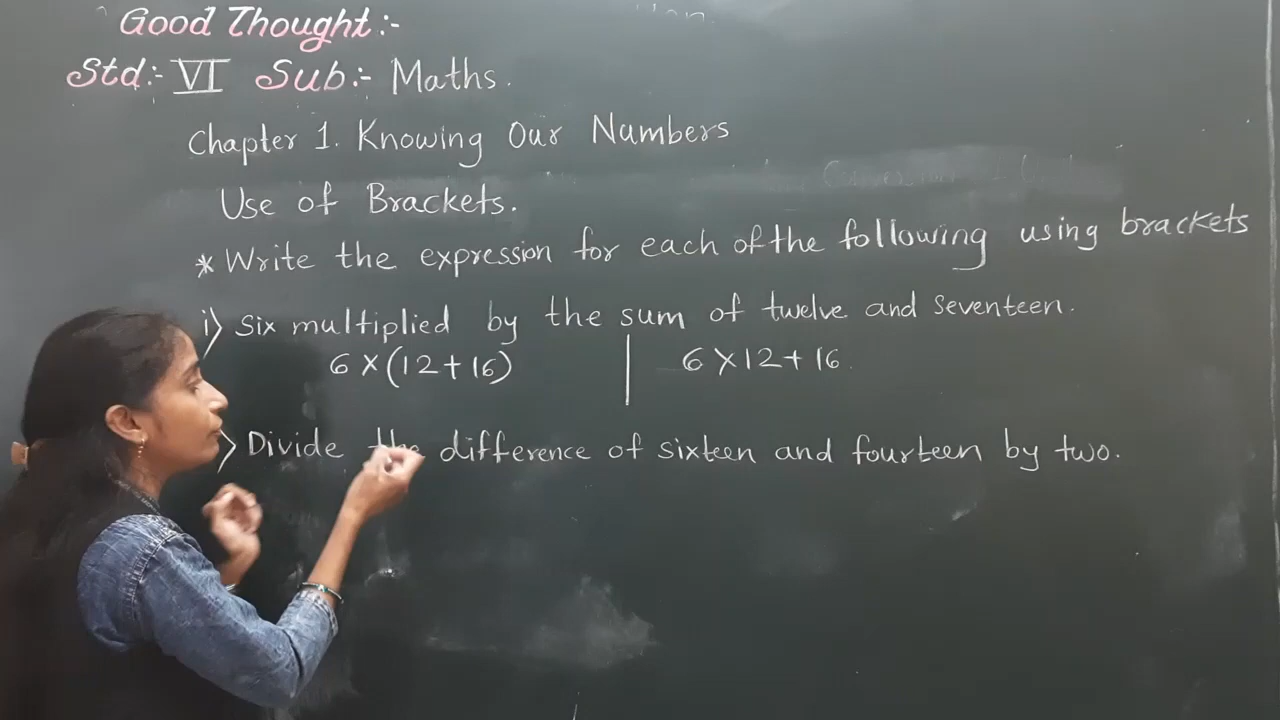 Good Thought:-
Std:- VI Sub:- Maths.
Chapter 1. Knowing Our Numbers
Use of Brackets.
* Write the expression for each of the following using brackets
i) Six multiplied by the sum of twelve and seventeen.
6 × (12 + 16) | 6 × 12 + 16
) Divide the difference of sixteen and fourteen by two.